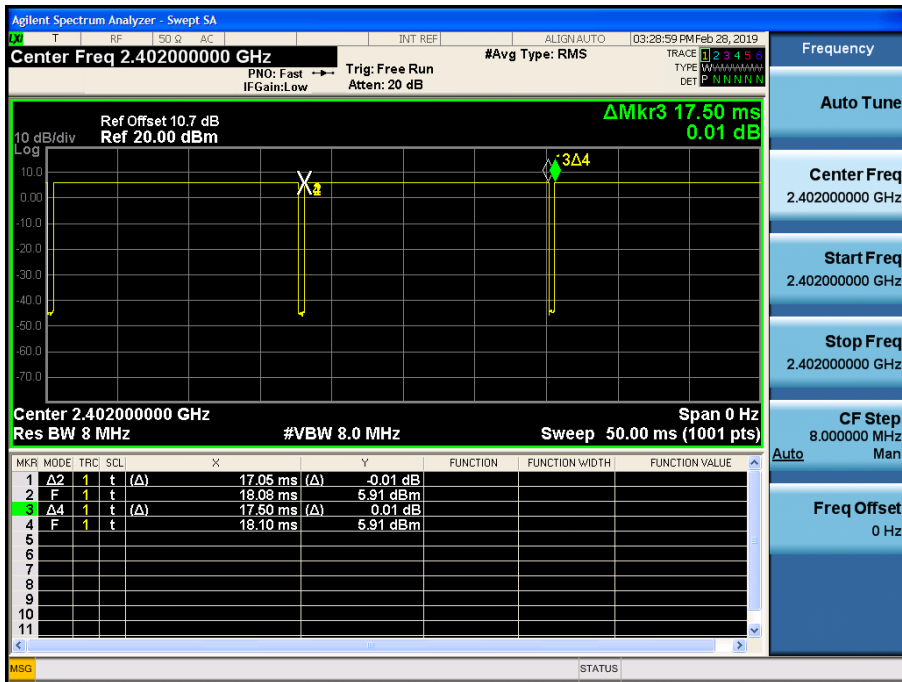 Agilent Spectrum Analyzer - Swept SA
LXI T RF 50 Ω AC INT REF ALIGN AUTO 03:28:59 PM Feb 28, 2019
Center Freq 2.402000000 GHz
PNO: Fast
IFGain:Low
Trig: Free Run
Atten: 20 dB
#Avg Type: RMS
TRACE 1 2 3 4 5 6
TYPE WWWWWW
DET P N N N N N
Ref Offset 10.7 dB
Ref 20.00 dBm
10 dB/div
Log
ΔMkr3 17.50 ms
0.01 dB
10.0
0.00
-10.0
-20.0
-30.0
-40.0
-50.0
-60.0
-70.0
3Δ4
Center 2.402000000 GHz
Span 0 Hz
Res BW 8 MHz
#VBW 8.0 MHz
Sweep 50.00 ms (1001 pts)
MKR MODE TRC SCL X Y FUNCTION FUNCTION WIDTH FUNCTION VALUE
1 Δ2 1 t (Δ) 17.05 ms (Δ) -0.01 dB
2 F 1 t 18.08 ms 5.91 dBm
3 Δ4 1 t (Δ) 17.50 ms (Δ) 0.01 dB
4 F 1 t 18.10 ms 5.91 dBm
5
6
7
8
9
10
11
MSG
STATUS
Frequency
Auto Tune
Center Freq
2.402000000 GHz
Start Freq
2.402000000 GHz
Stop Freq
2.402000000 GHz
CF Step
8.000000 MHz
Auto Man
Freq Offset
0 Hz